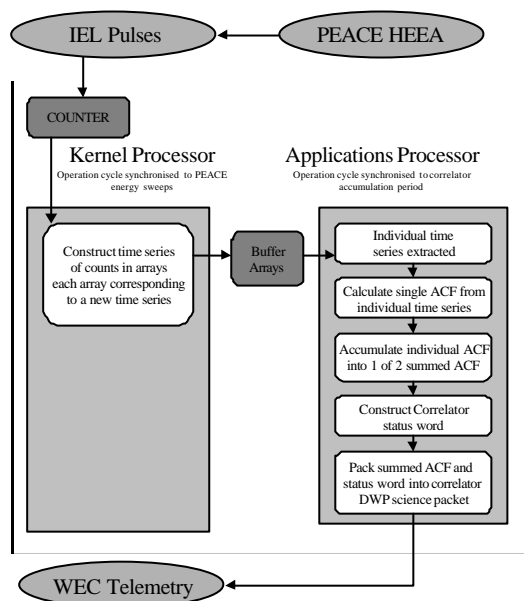 IEL Pulses
PEACE HEEA
COUNTER
Kernel Processor
Operation cycle synchronised to PEACE
energy sweeps
Applications Processor
Operation cycle synchronised to correlator
accumulation period
Construct time series
of counts in arrays
each array corresponding
to a new time series
Buffer
Arrays
Individual time
series extracted
Calculate single ACF from
individual time series
Accumulate individual ACF
into 1 of 2 summed ACF
Construct Correlator
status word
Pack summed ACF and
status word into correlator
DWP science packet
WEC Telemetry